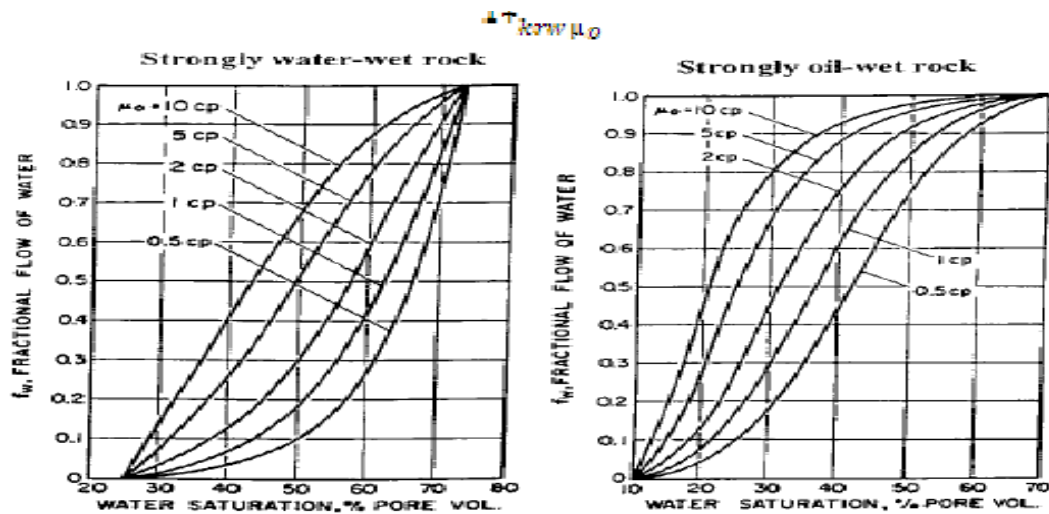 krw μo
Strongly water-wet rock
1.0
0.9
0.8
0.7
0.6
0.5
0.4
0.3
0.2
0.1
0
μo=10 cp
5 cp
2 cp
1 cp
0.5 cp
fw, FRACTIONAL FLOW OF WATER
20 30 40 50 60 70 80
WATER SATURATION, % PORE VOL.
Strongly oil-wet rock
1.0
0.9
0.8
0.7
0.6
0.5
0.4
0.3
0.2
0.1
0
μo=10 cp
5 cp
2 cp
1 cp
0.5 cp
fw, FRACTIONAL FLOW OF WATER
10 20 30 40 50 60 70
WATER SATURATION, % PORE VOL.